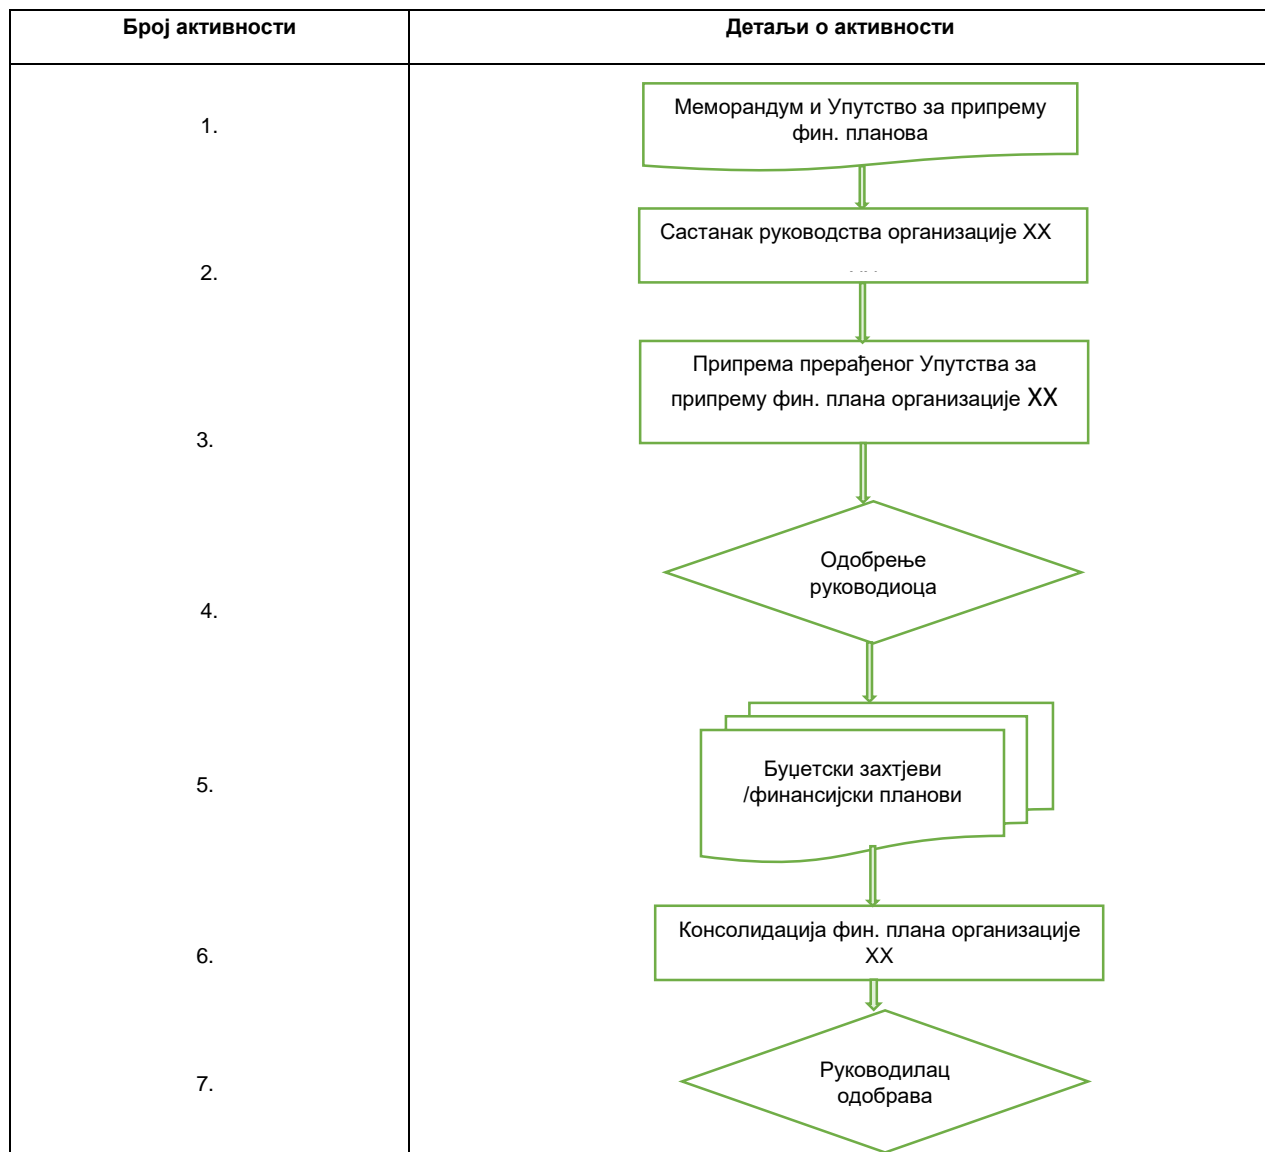 Број активности
Детаљи о активности
1.
Меморандум и Упутство за припрему
фин. планова
2.
Састанак руководства организације XX
3.
Припрема прерађеног Упутства за
припрему фин. плана организације XX
4.
Одобрење
руководиоца
5.
Буџетски захтјеви
/финансијски планови
6.
Консолидација фин. плана организације
XX
7.
Руководилац
одобрава